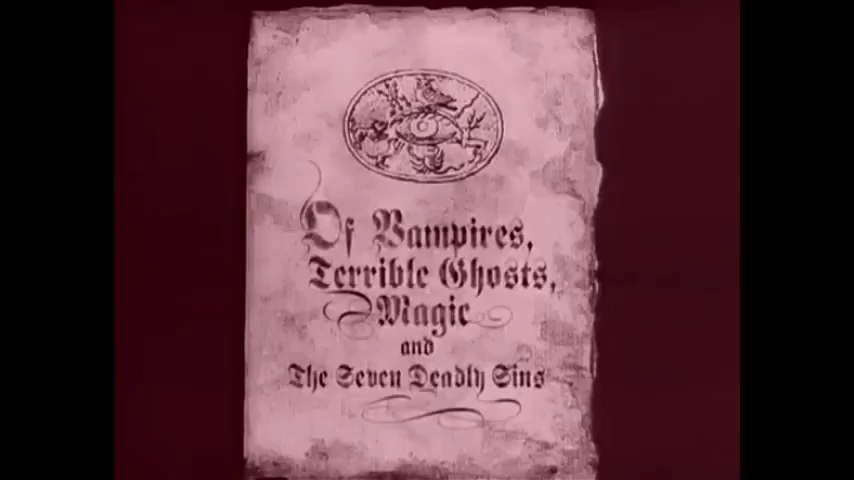 Of Vampires,
Terrible Ghosts,
Magic
and
The Seven Deadly Sins